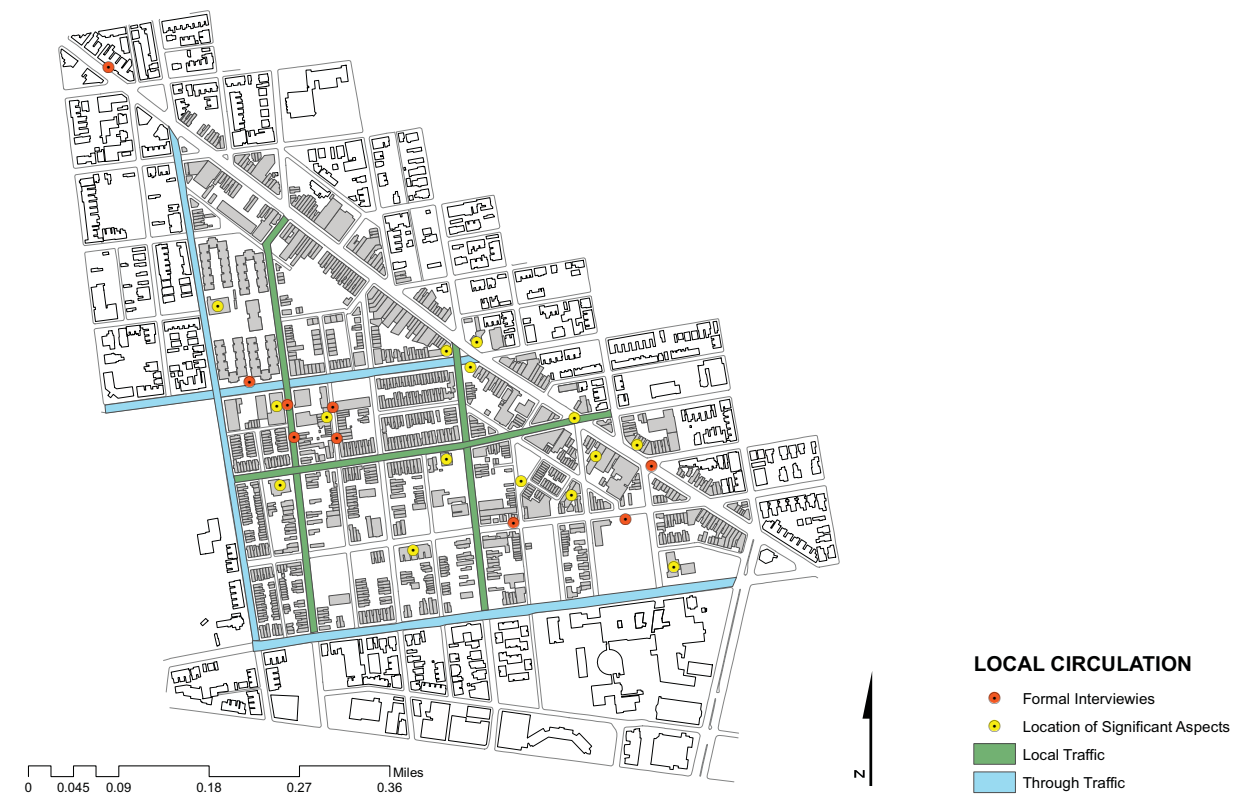 LOCAL CIRCULATION
Formal Interviewies
Location of Significant Aspects
Local Traffic
Through Traffic
Miles
0 0.045 0.09 0.18 0.27 0.36
N